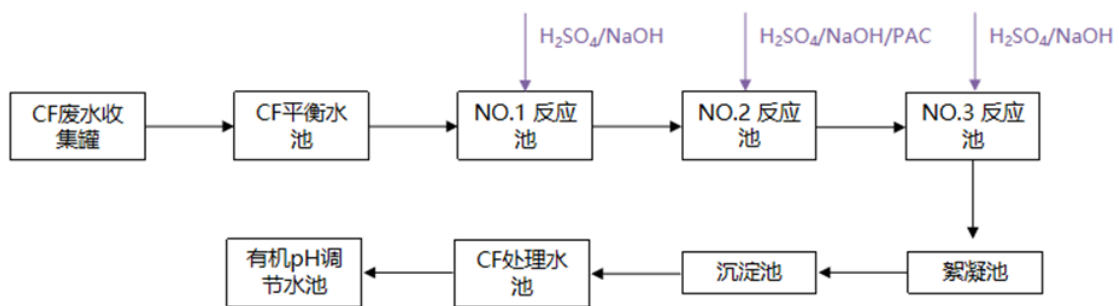 H₂SO₄/NaOH
H₂SO₄/NaOH/PAC
H₂SO₄/NaOH
CF废水收
集罐
CF平衡水
池
NO.1 反应
池
NO.2 反应
池
NO.3 反应
池
有机pH调
节水池
CF处理水
池
沉淀池
絮凝池